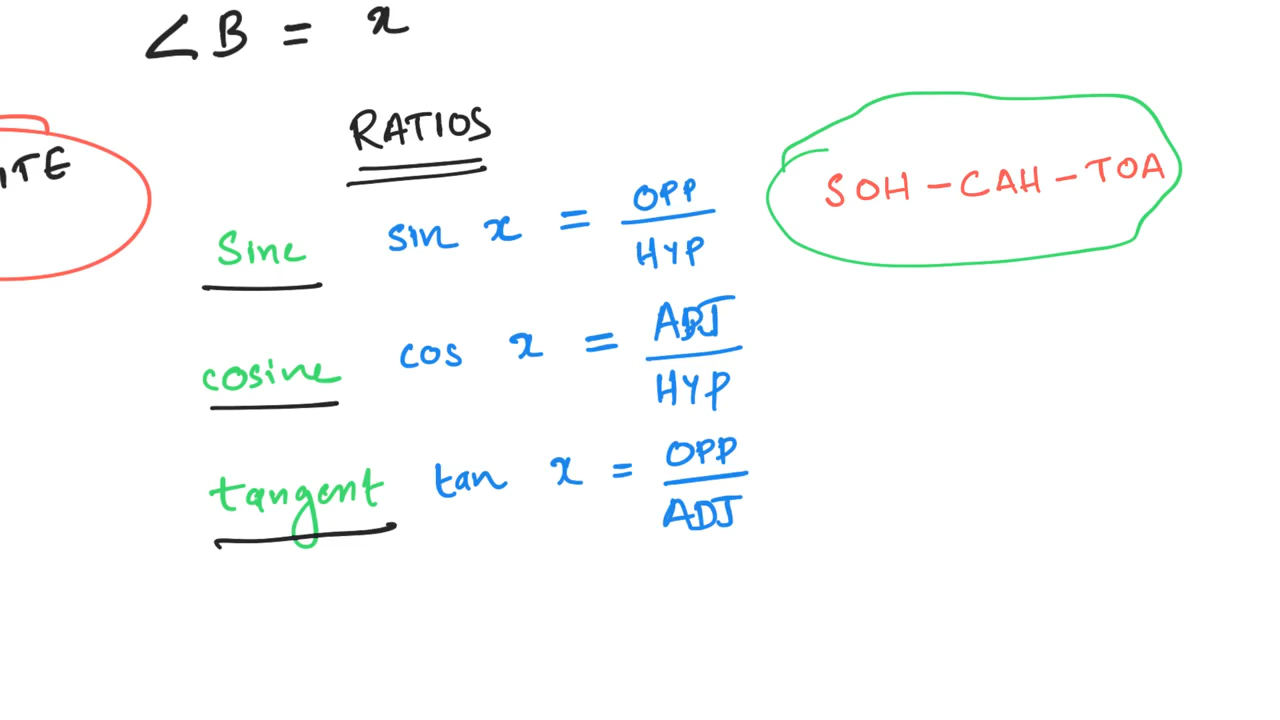 ∠B = x
RATIOS
SOH - CAH - TOA
Sine sin x = OPP/HYP
cosine cos x = ADJ/HYP
tangent tan x = OPP/ADJ